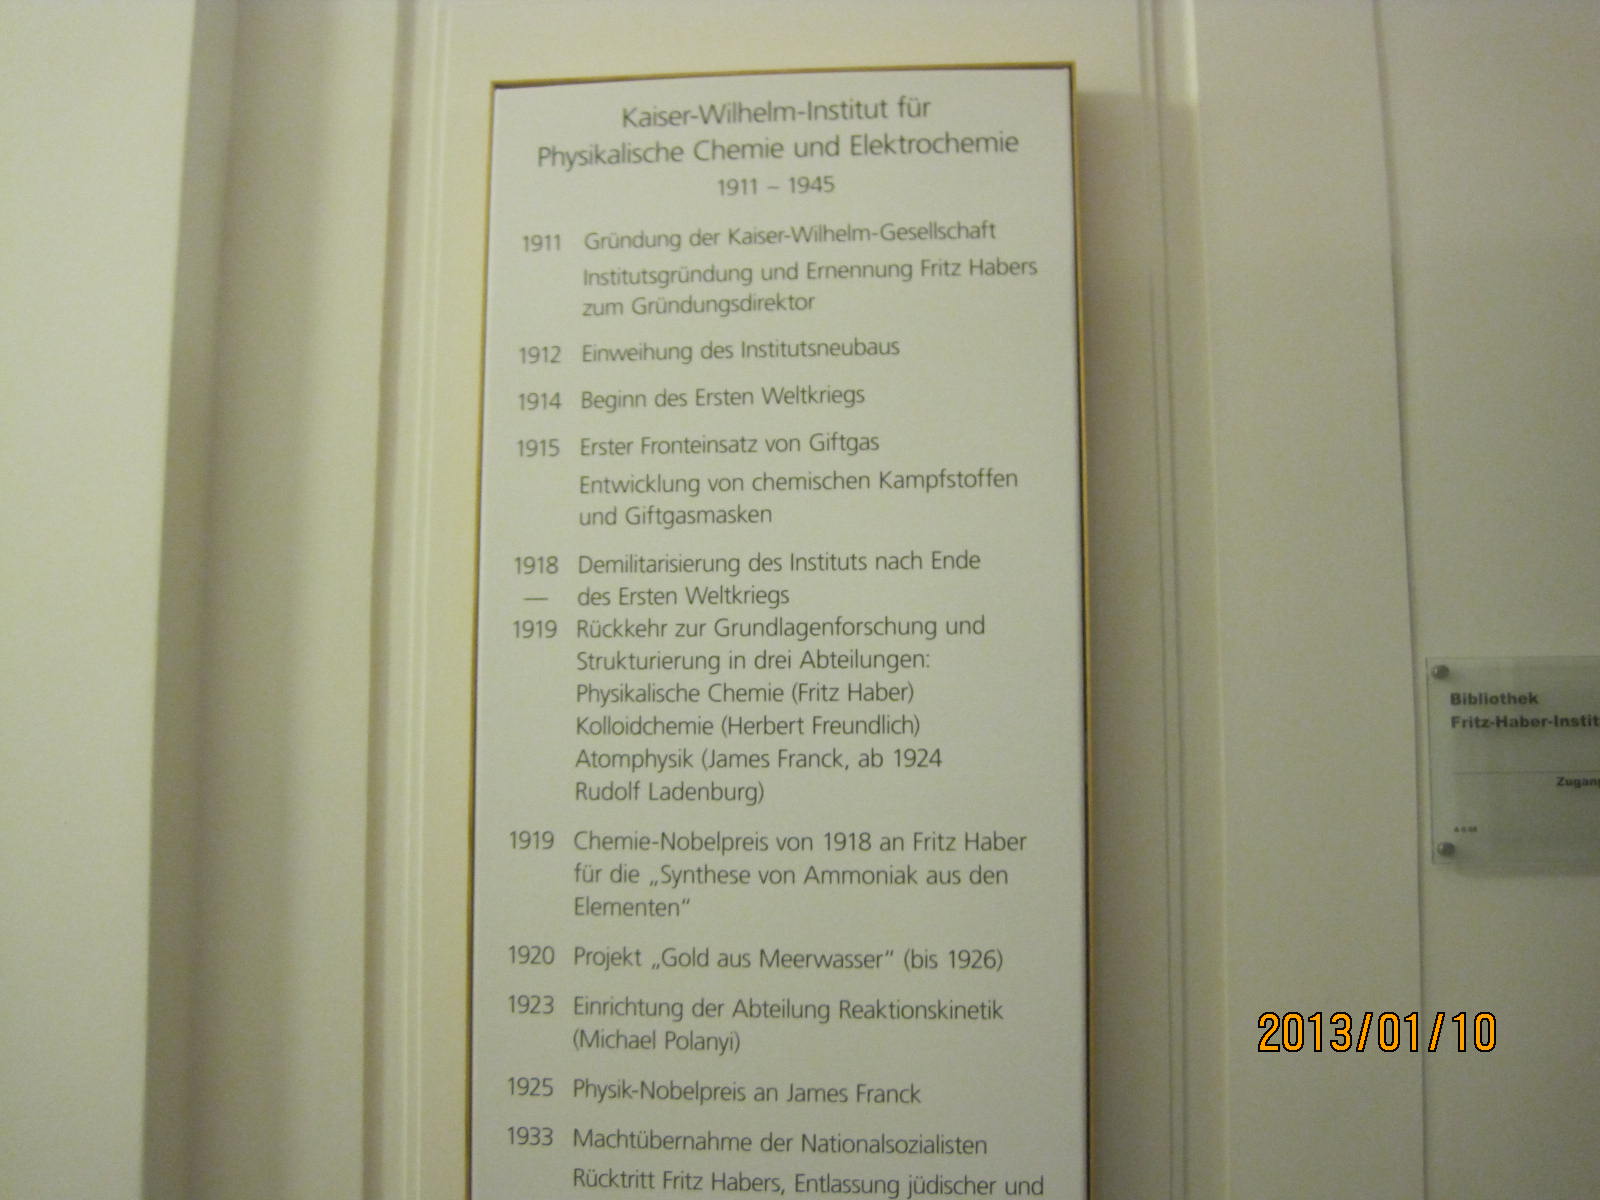 Kaiser-Wilhelm-Institut für
Physikalische Chemie und Elektrochemie
1911 – 1945
1911 Gründung der Kaiser-Wilhelm-Gesellschaft
Institutsgründung und Ernennung Fritz Habers
zum Gründungsdirektor
1912 Einweihung des Institutsneubaus
1914 Beginn des Ersten Weltkriegs
1915 Erster Fronteinsatz von Giftgas
Entwicklung von chemischen Kampfstoffen
und Giftgasmasken
1918 Demilitarisierung des Instituts nach Ende
— des Ersten Weltkriegs
1919 Rückkehr zur Grundlagenforschung und
Strukturierung in drei Abteilungen:
Physikalische Chemie (Fritz Haber)
Kolloidchemie (Herbert Freundlich)
Atomphysik (James Franck, ab 1924
Rudolf Ladenburg)
1919 Chemie-Nobelpreis von 1918 an Fritz Haber
für die „Synthese von Ammoniak aus den
Elementen“
1920 Projekt „Gold aus Meerwasser“ (bis 1926)
1923 Einrichtung der Abteilung Reaktionskinetik
(Michael Polanyi)
1925 Physik-Nobelpreis an James Franck
1933 Machtübernahme der Nationalsozialisten
Rücktritt Fritz Habers, Entlassung jüdischer und
Bibliothek
Fritz-Haber-Instit
Zugang
2013/01/10